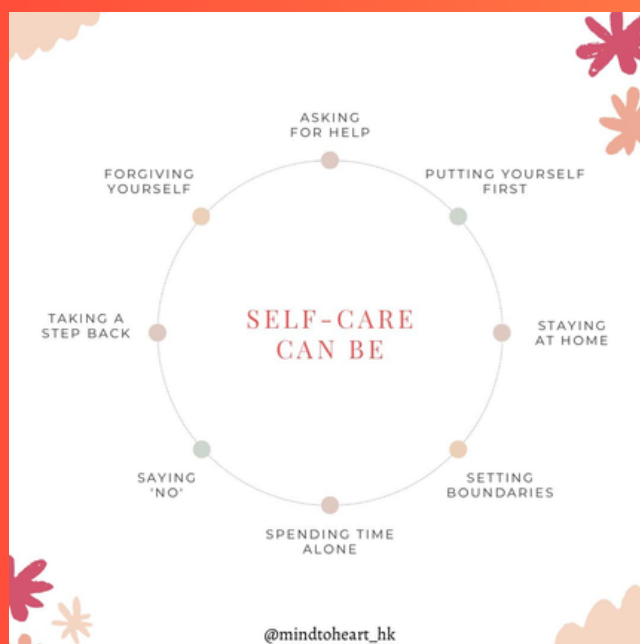 ASKING
FOR HELP
PUTTING YOURSELF
FIRST
STAYING
AT HOME
SETTING
BOUNDARIES
SPENDING TIME
ALONE
SAYING
'NO'
TAKING A
STEP BACK
FORGIVING
YOURSELF
SELF-CARE
CAN BE
@mindtoheart_hk